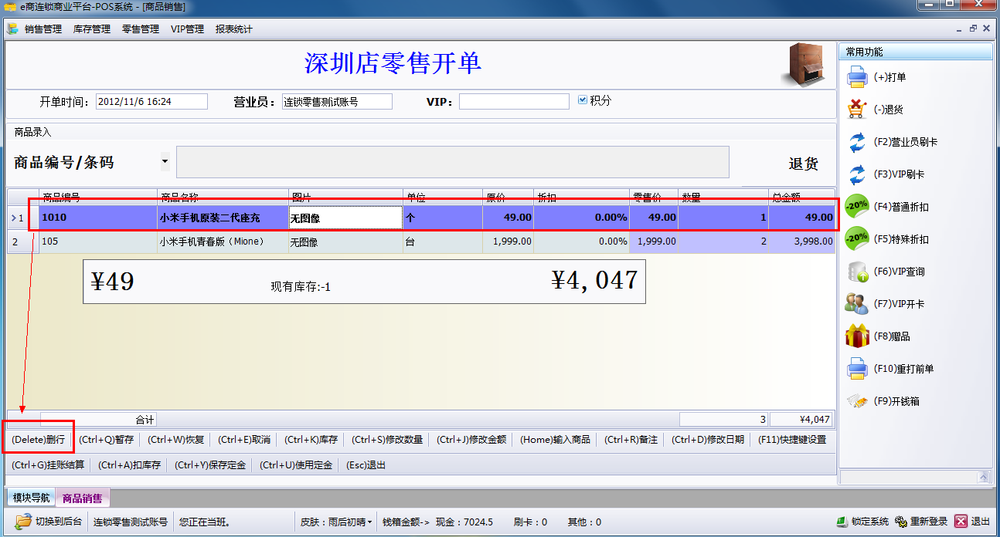 e商连锁商业平台-POS系统 - [商品销售]
销售管理 库存管理 零售管理 VIP管理 报表统计
深圳店零售开单
开单时间： 2012/11/6 16:24 营业员： 连锁零售测试账号 VIP： 积分
商品录入
商品编号/条码 退货
商品编号 商品名称 图片 单位 原价 折扣 零售价 数量 总金额
1 1010 小米手机原装二代座充 无图像 个 49.00 0.00% 49.00 1 49.00
2 105 小米手机青春版（Mione） 无图像 台 1,999.00 0.00% 1,999.00 2 3,998.00
¥49 现有库存:-1 ¥4,047
合计 3 ¥4,047
(Delete)删行 (Ctrl+Q)暂存 (Ctrl+W)恢复 (Ctrl+E)取消 (Ctrl+K)库存 (Ctrl+S)修改数量 (Ctrl+J)修改金额 (Home)输入商品 (Ctrl+R)备注 (Ctrl+D)修改日期 (F11)快捷键设置
(Ctrl+G)挂账结算 (Ctrl+A)扣库存 (Ctrl+Y)保存定金 (Ctrl+U)使用定金 (Esc)退出
常用功能
(+)打单
(-)退货
(F2)营业员刷卡
(F3)VIP刷卡
-20% (F4)普通折扣
-20% (F5)特殊折扣
(F6)VIP查询
(F7)VIP开卡
(F8)赠品
(F10)重打前单
(F9)开钱箱
模块导航 商品销售
切换到后台 连锁零售测试账号 您正在当班。 皮肤：雨后初晴 钱箱金额-> 现金：7024.5 刷卡：0 其他：0 锁定系统 重新登录 退出